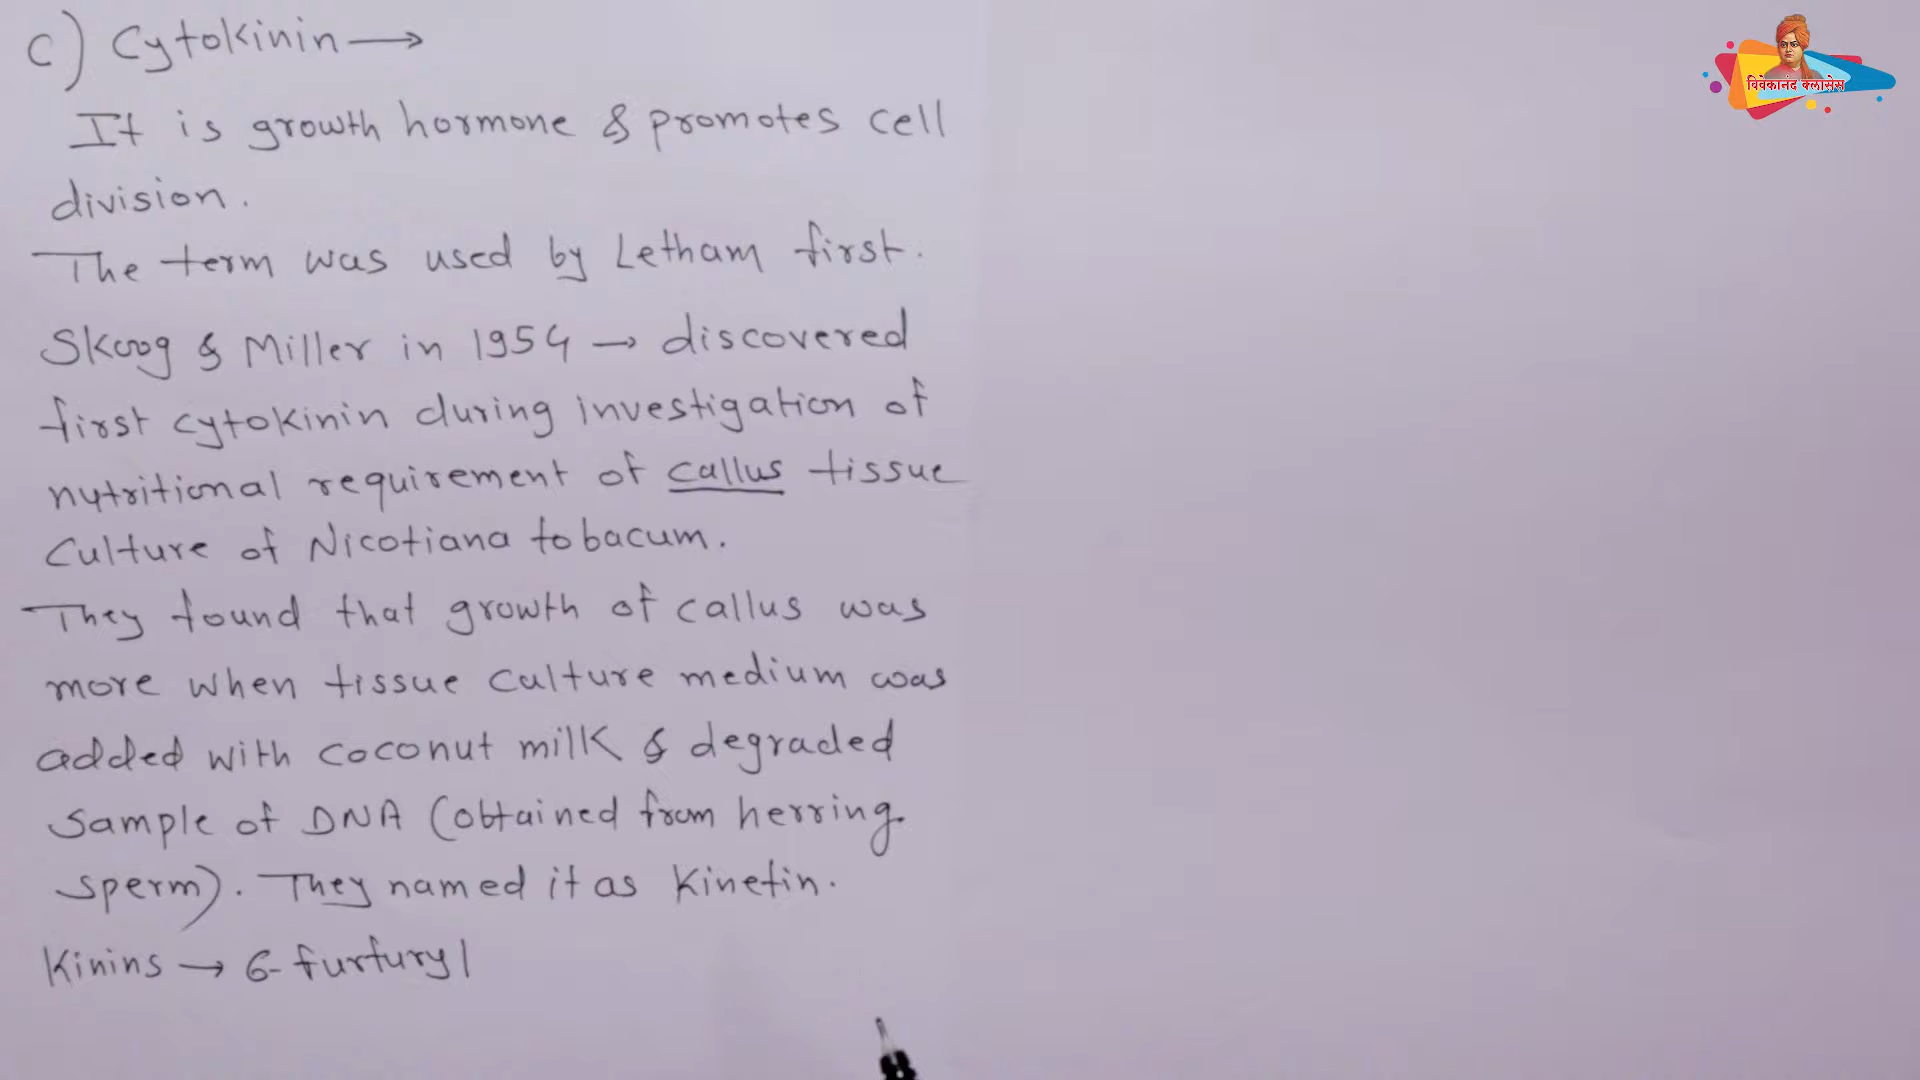 C) Cytokinin →
It is growth hormone & promotes cell
division.
The term was used by Letham first.
Skoog & Miller in 1954 → discovered
first cytokinin during investigation of
nutritional requirement of callus tissue
culture of Nicotiana tobacum.
They found that growth of callus was
more when tissue culture medium was
added with coconut milk & degraded
sample of DNA (obtained from herring
sperm). They named it as Kinetin.
Kinins → 6-furfuryl
विवेकानंद क्लासेस